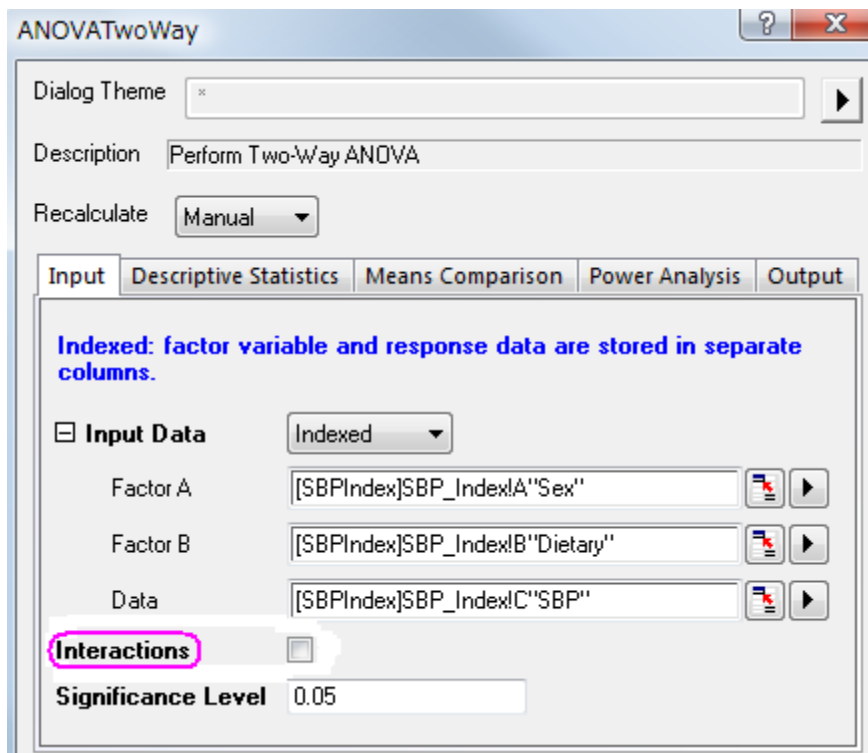 ANOVATwoWay
Dialog Theme *
Description Perform Two-Way ANOVA
Recalculate Manual
Input Descriptive Statistics Means Comparison Power Analysis Output
Indexed: factor variable and response data are stored in separate
columns.
Input Data Indexed
Factor A [SBPIndex]SBP_Index!A"Sex"
Factor B [SBPIndex]SBP_Index!B"Dietary"
Data [SBPIndex]SBP_Index!C"SBP"
Interactions
Significance Level 0.05